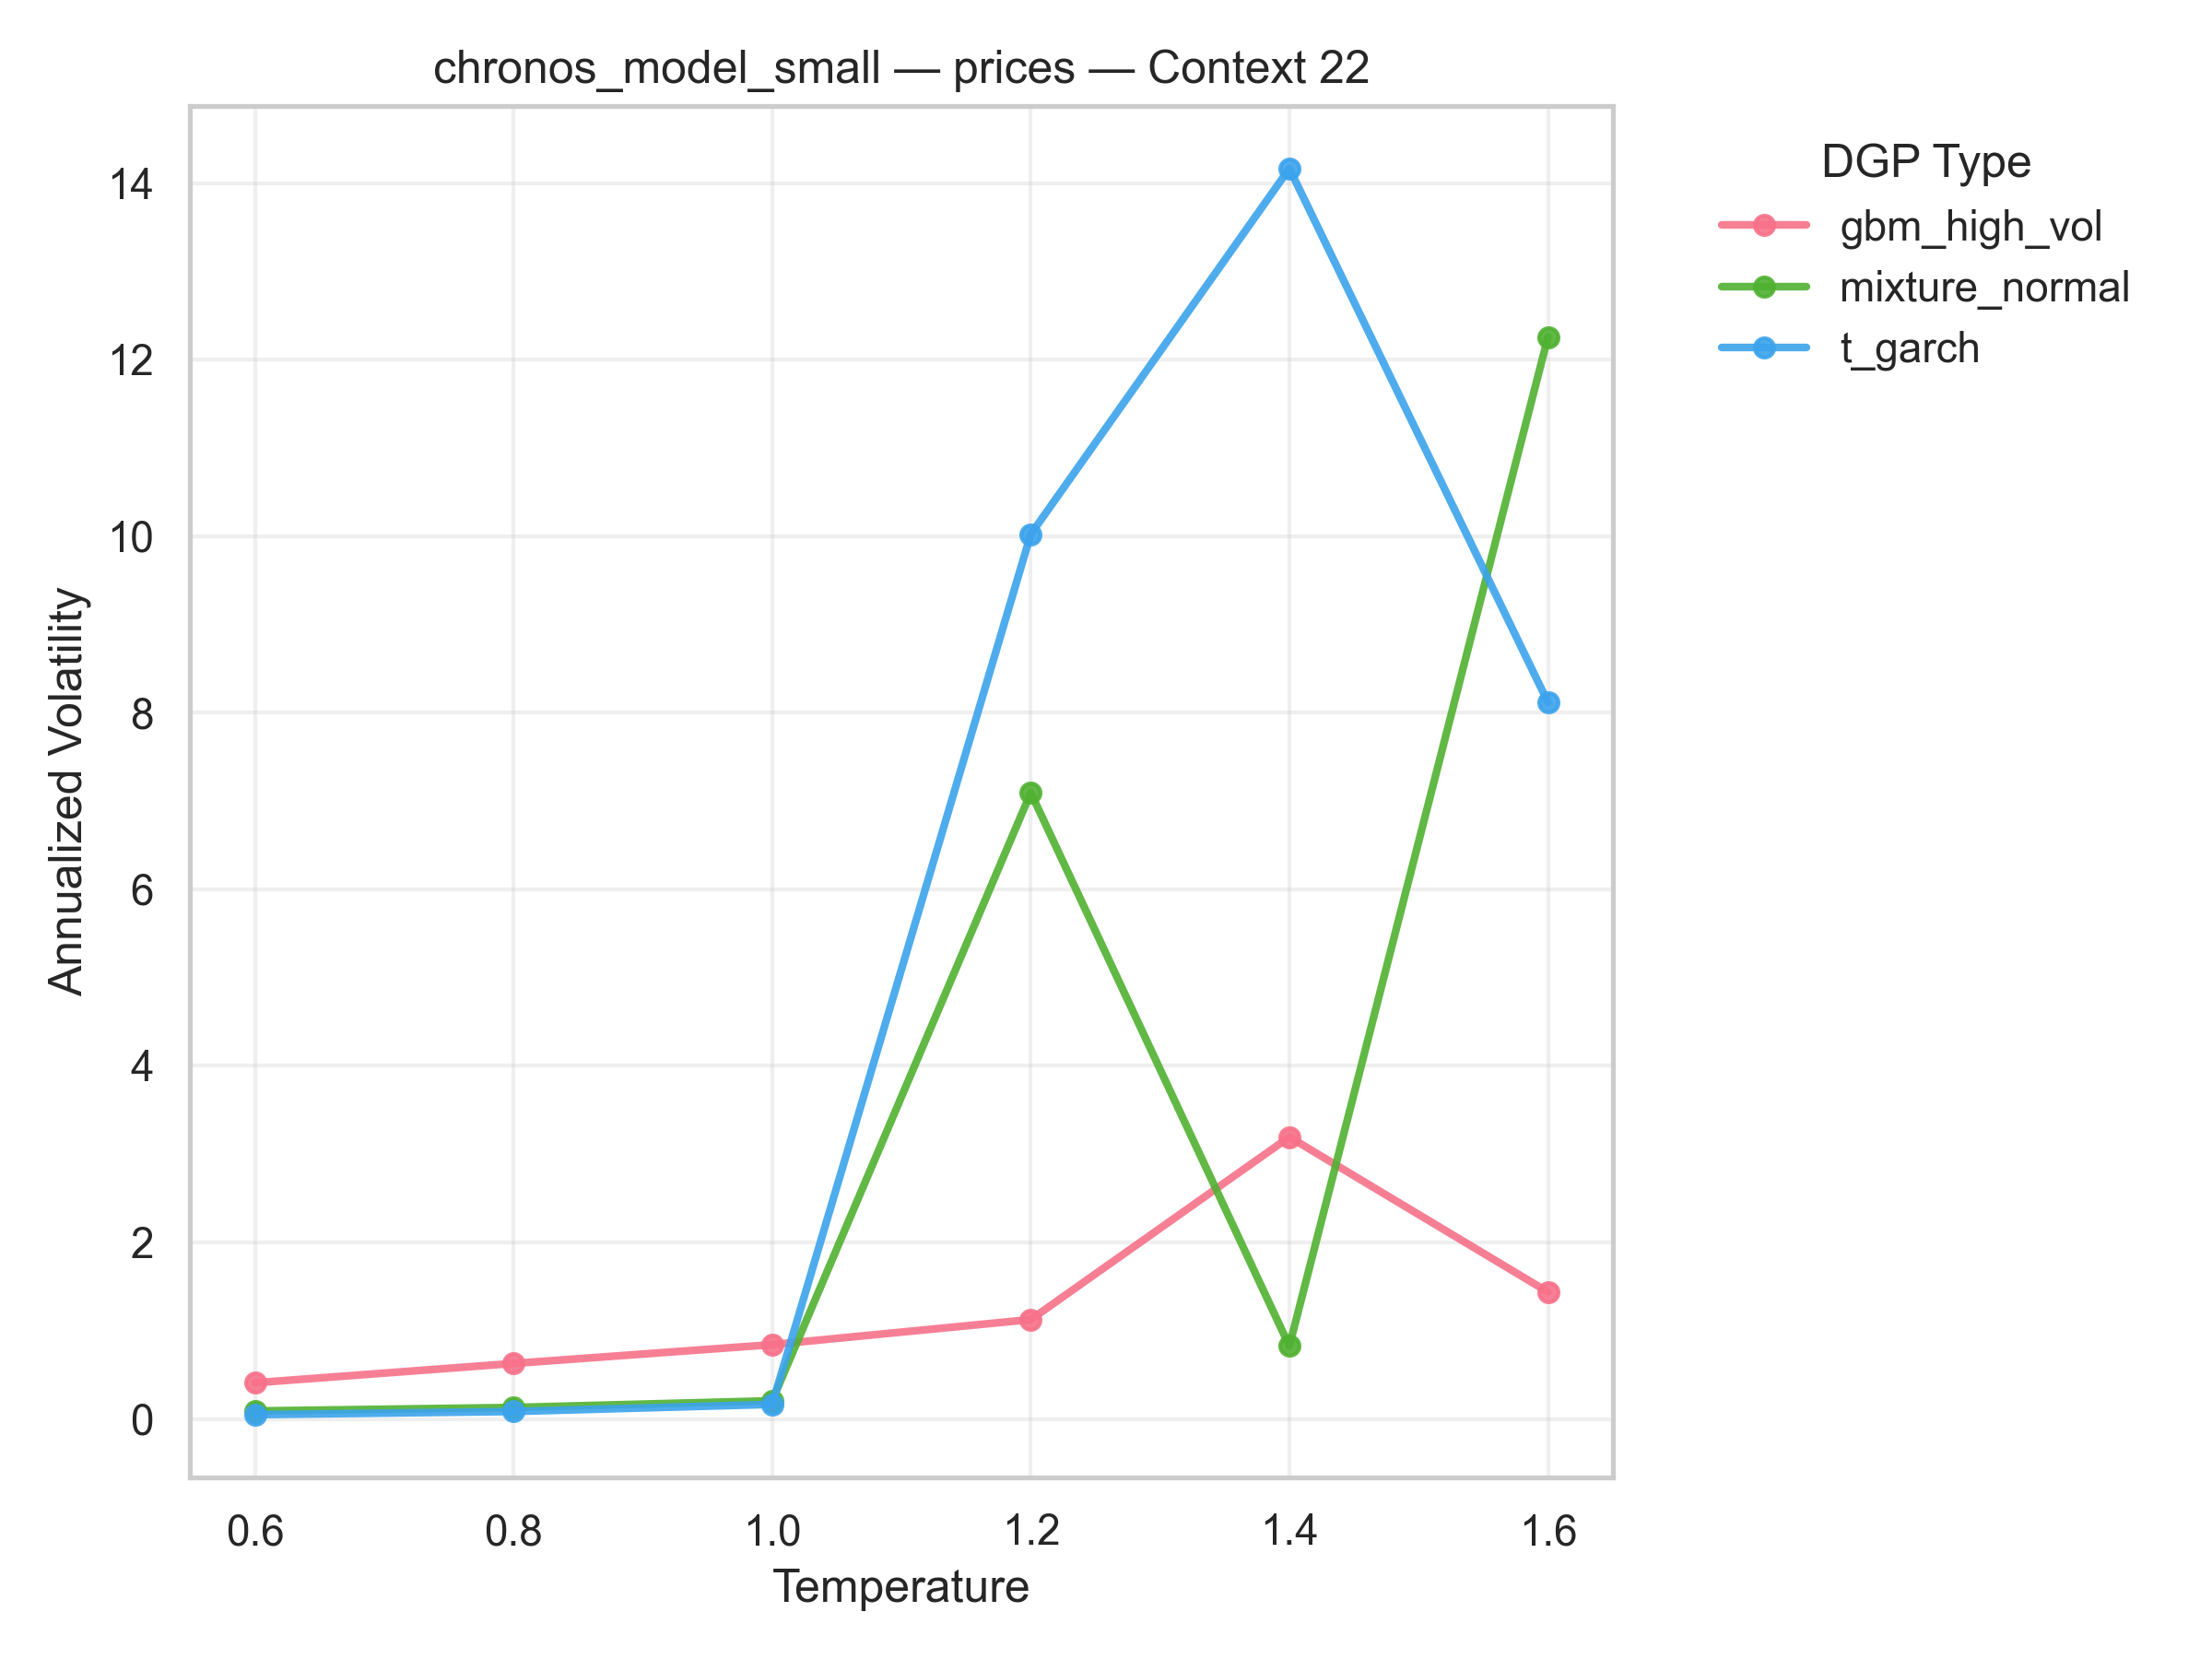 chronos_model_small — prices — Context 22
DGP Type
gbm_high_vol
mixture_normal
t_garch
Annualized Volatility
14
12
10
8
6
4
2
0
0.6 0.8 1.0 1.2 1.4 1.6
Temperature